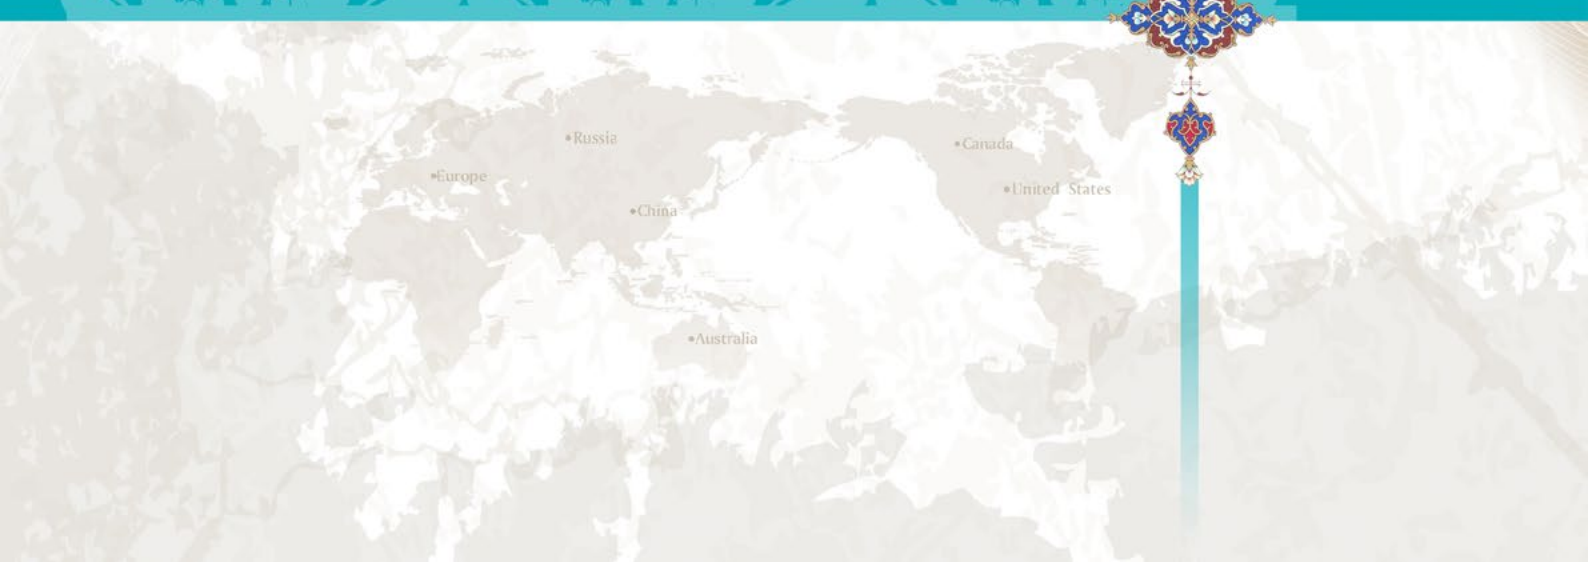 Russia
Canada
Europe
United States
China
Australia